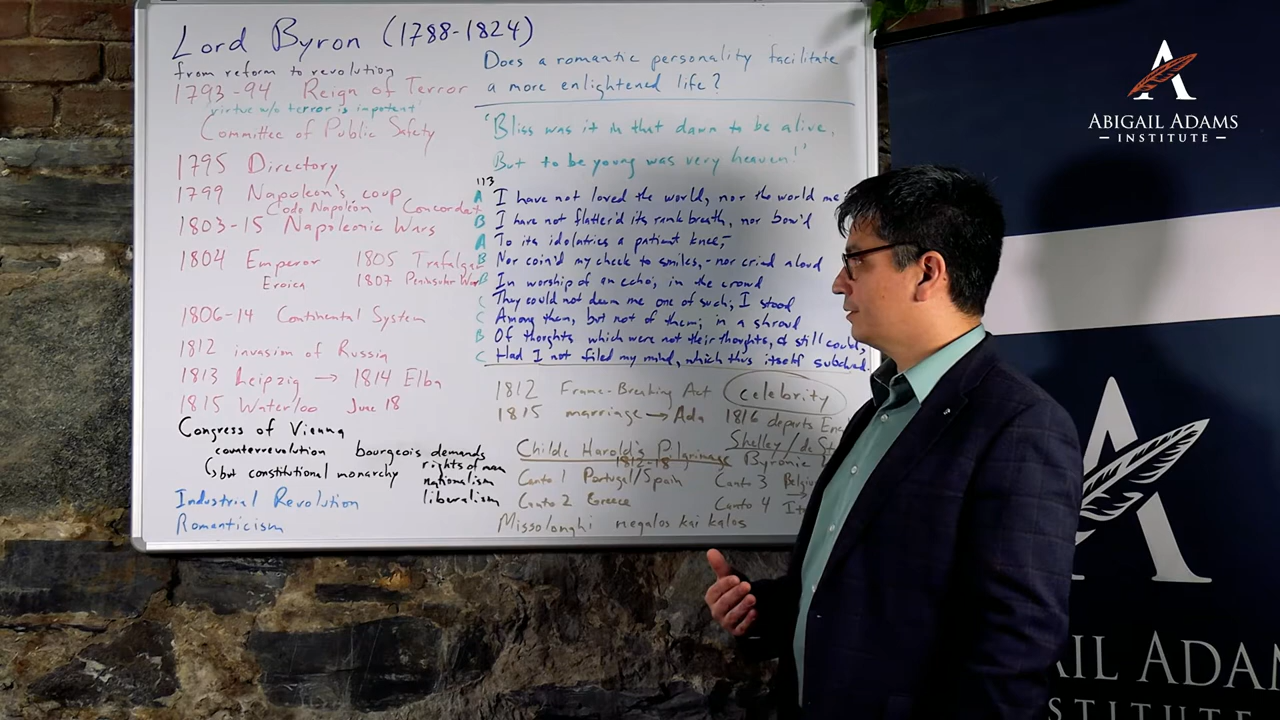 Lord Byron (1788-1824)
from reform to revolution
1793-94 Reign of Terror
'virtue w/o terror is impotent'
Committee of Public Safety
1795 Directory
1799 Napoleon's coup
Code Napoléon Concordat
1803-15 Napoleonic Wars
1804 Emperor 1805 Trafalgar
Eroica 1807 Peninsular War
1806-14 Continental System
1812 invasion of Russia
1813 Leipzig → 1814 Elba
1815 Waterloo June 18
Congress of Vienna
counterrevolution bourgeois demands
but constitutional monarchy rights of man
nationalism
liberalism
Industrial Revolution
Romanticism
Does a romantic personality facilitate
a more enlightened life?
'Bliss was it in that dawn to be alive,
But to be young was very heaven!'
113
A I have not loved the world, nor the world me
B I have not flatter'd its rank breath, nor bow'd
A To its idolatries a patient knee,-
B Nor coin'd my cheek to smiles,- nor cried aloud
B In worship of an echo; in the crowd
C They could not deem me one of such; I stood
C Among them, but not of them; in a shroud
B Of thoughts which were not their thoughts, & still could,
C Had I not filed my mind, which thus itself subdued.
1812 Frame-Breaking Act celebrity
1815 marriage → Ada 1816 departs En
Shelley/de St
Childe Harold's Pilgrimage Byronic
1812-18
Canto 1 Portugal/Spain Canto 3 Belgiu
Canto 2 Greece Canto 4 It
Missolonghi megalos kai kalos
A
ABIGAIL ADAMS
INSTITUTE
A
AIL ADAM
STITUTE